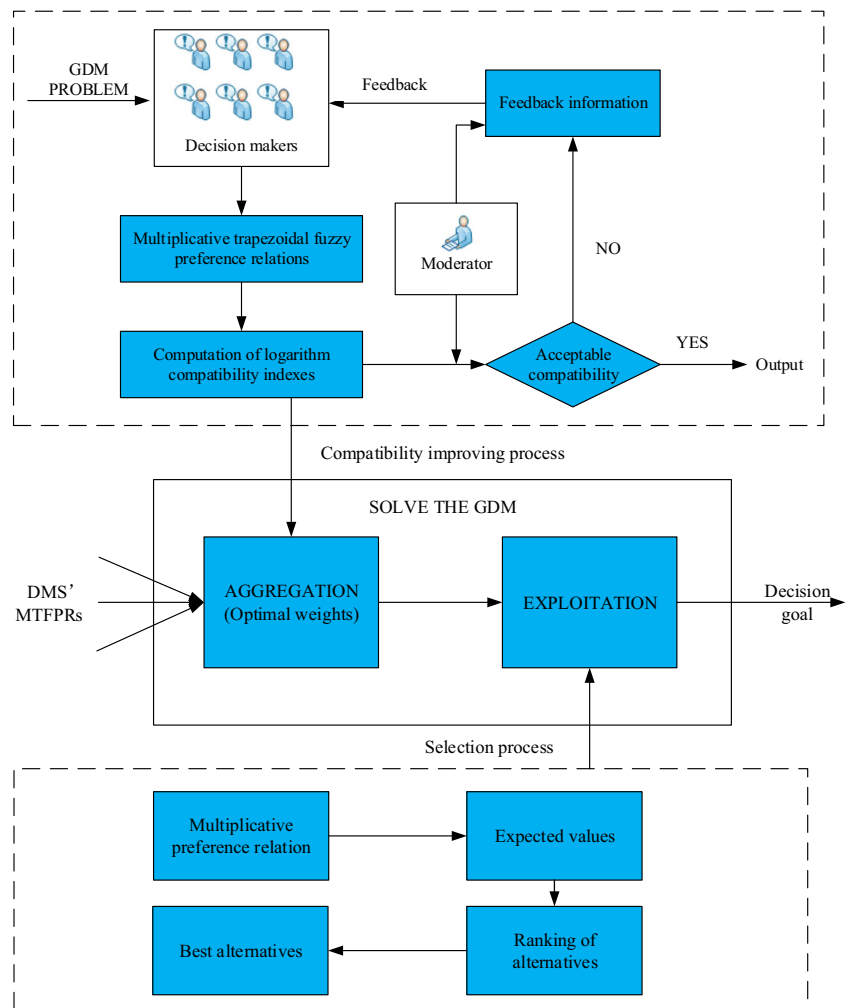 GDM
PROBLEM
Decision makers
Feedback
Feedback information
Multiplicative trapezoidal fuzzy
preference relations
Moderator
NO
Computation of logarithm
compatibility indexes
Acceptable
compatibility
YES
Output
Compatibility improving process
SOLVE THE GDM
DMS’
MTFPRs
AGGREGATION
(Optimal weights)
EXPLOITATION
Decision
goal
Selection process
Multiplicative
preference relation
Expected values
Best alternatives
Ranking of
alternatives